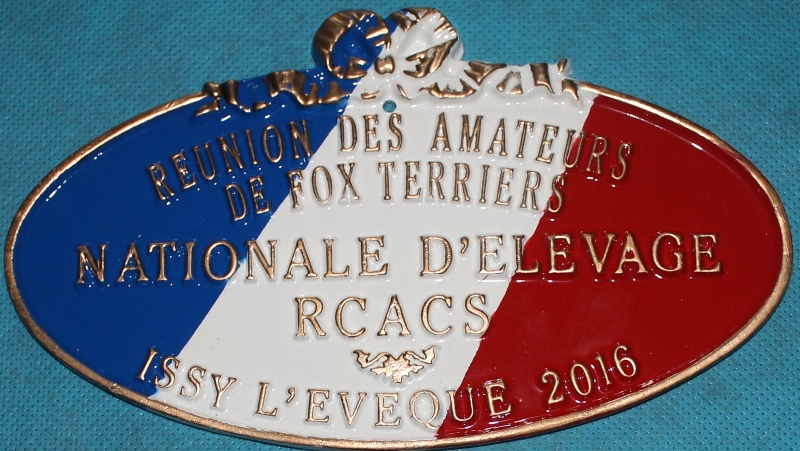 REUNION DES AMATEURS
DE FOX TERRIERS
NATIONALE D'ELEVAGE
RCACS
ISSY L'EVEQUE 2016